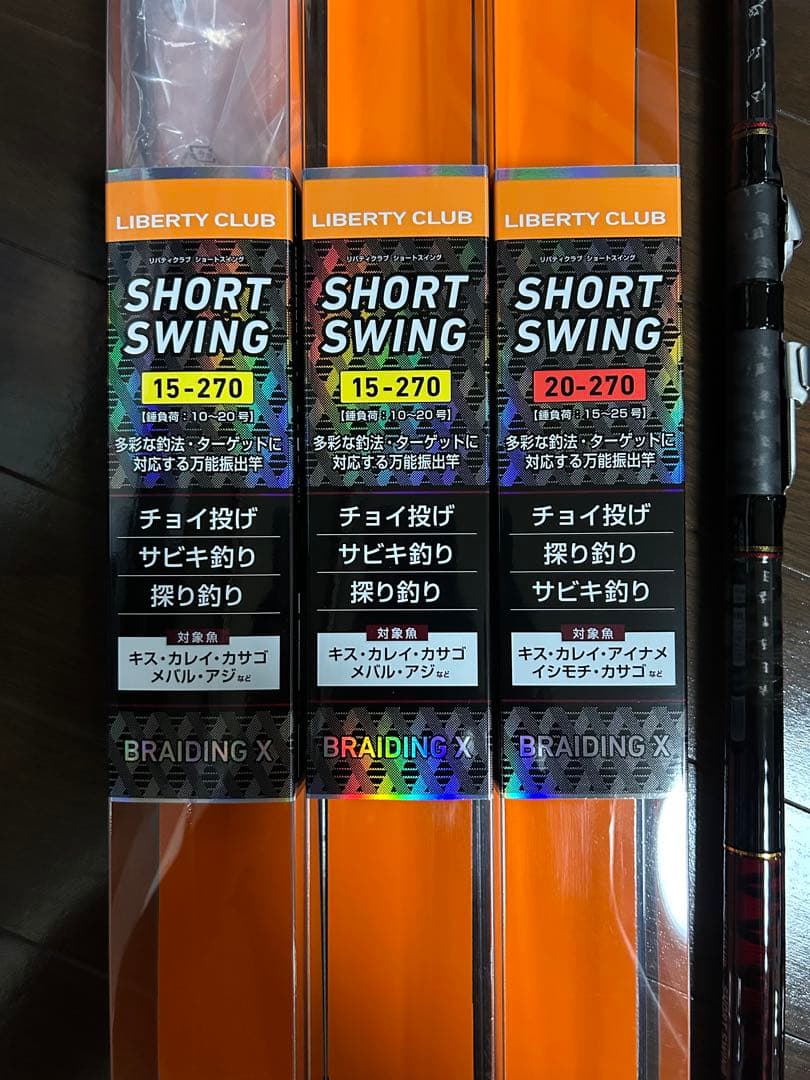 LIBERTY CLUB
リバティクラブ ショートスイング
SHORT
SWING
15-270
【錘負荷：10〜20号】
多彩な釣法・ターゲットに
対応する万能振出竿
チョイ投げ
サビキ釣り
探り釣り
対象魚
キス・カレイ・カサゴ
メバル・アジなど
BRAIDING X
LIBERTY CLUB
リバティクラブ ショートスイング
SHORT
SWING
15-270
【錘負荷：10〜20号】
多彩な釣法・ターゲットに
対応する万能振出竿
チョイ投げ
サビキ釣り
探り釣り
対象魚
キス・カレイ・カサゴ
メバル・アジなど
BRAIDING X
LIBERTY CLUB
リバティクラブ ショートスイング
SHORT
SWING
20-270
【錘負荷：15〜25号】
多彩な釣法・ターゲットに
対応する万能振出竿
チョイ投げ
探り釣り
サビキ釣り
対象魚
キス・カレイ・アイナメ
イシモチ・カサゴなど
BRAIDING X